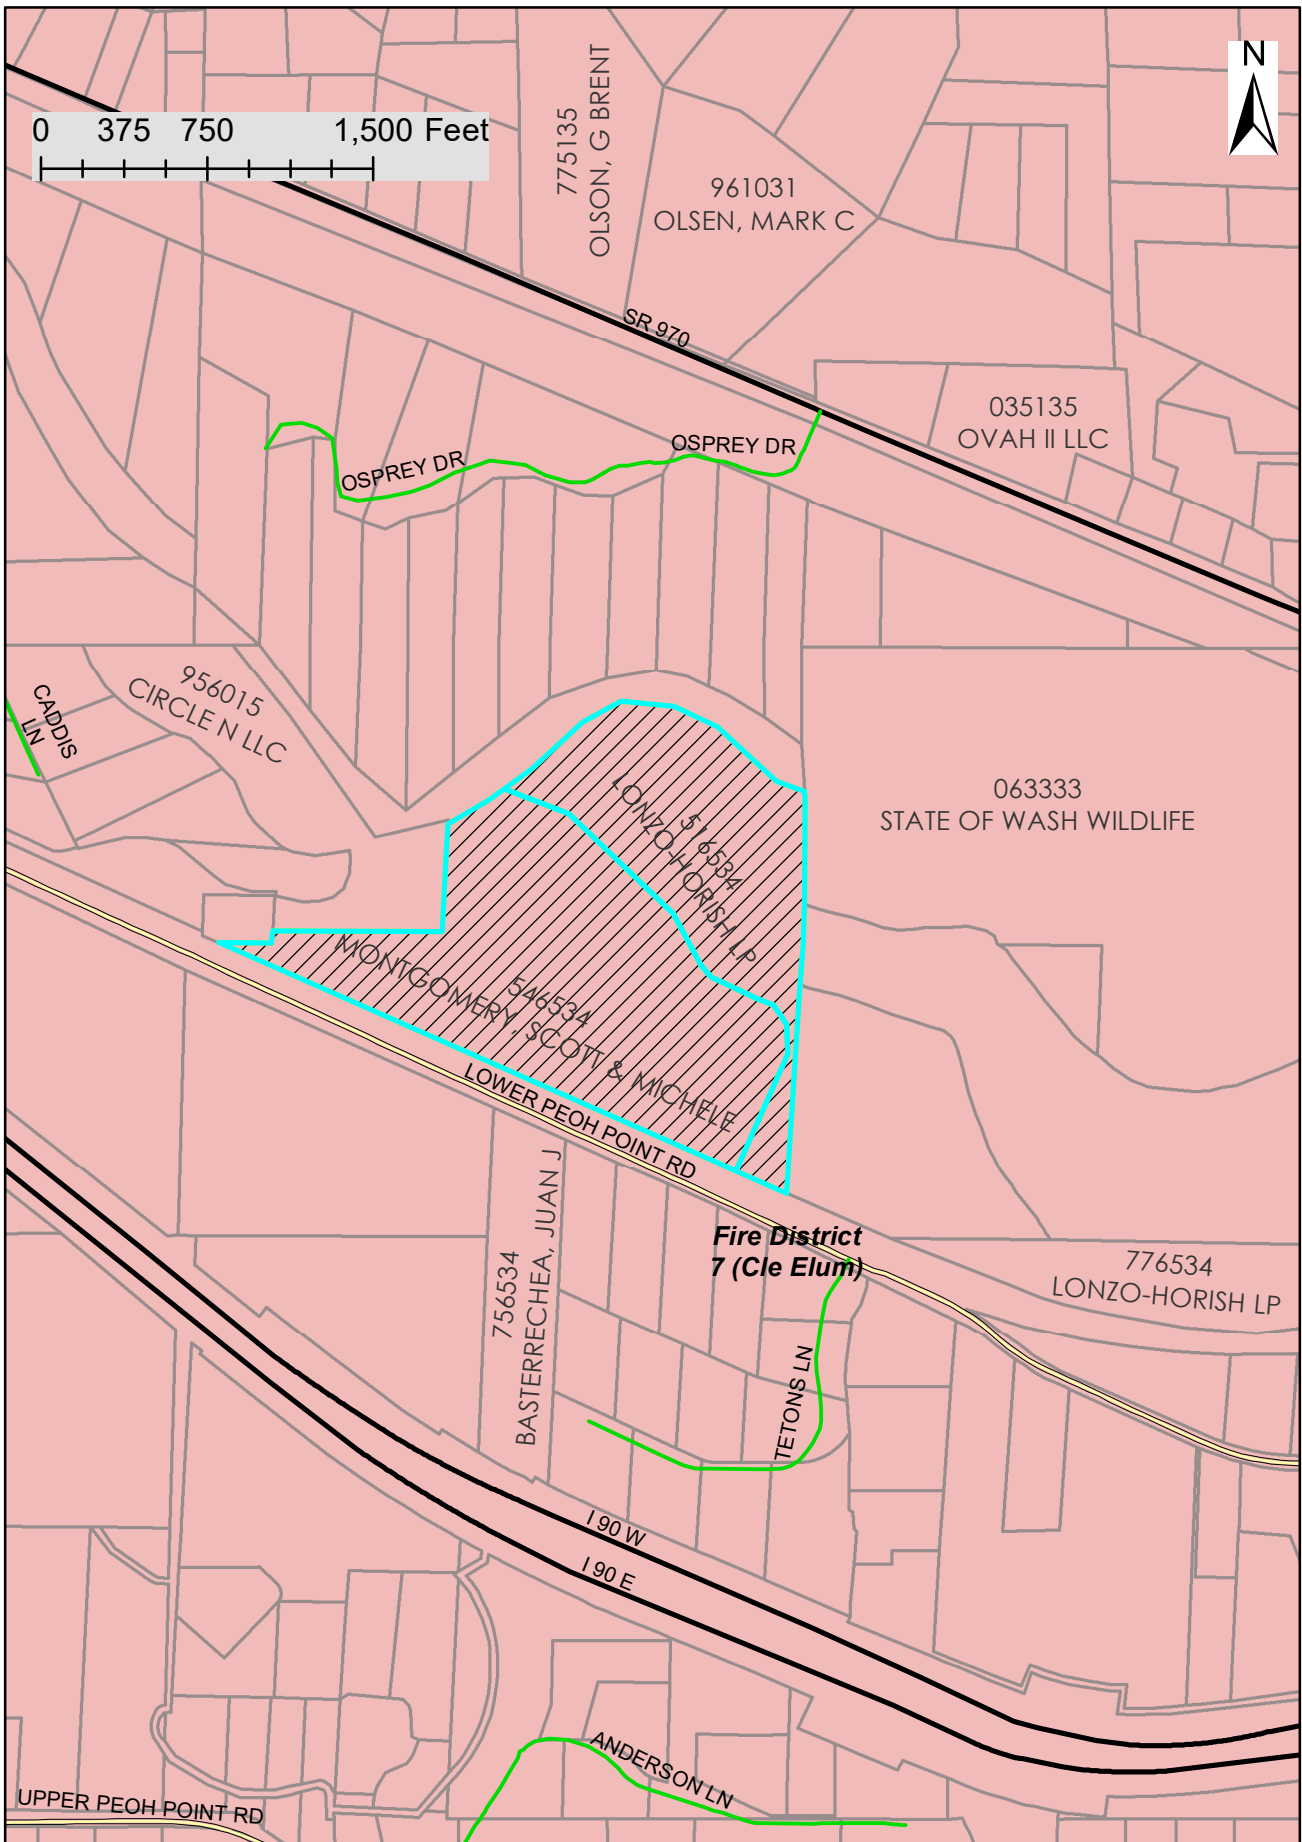 N
0 375 750 1,500 Feet
775135
OLSON, G BRENT
961031
OLSEN, MARK C
SR 970
035135
OVAH II LLC
OSPREY DR
OSPREY DR
956015
CIRCLE N LLC
CADDIS
LN
063333
STATE OF WASH WILDLIFE
516534
LONZO-HORISH LP
546534
MONTGOMERY, SCOTT & MICHELE
LOWER PEOH POINT RD
Fire District
7 (Cle Elum)
776534
LONZO-HORISH LP
756534
BASTERRECHEA, JUAN J
TETONS LN
I 90 W
I 90 E
ANDERSON LN
UPPER PEOH POINT RD